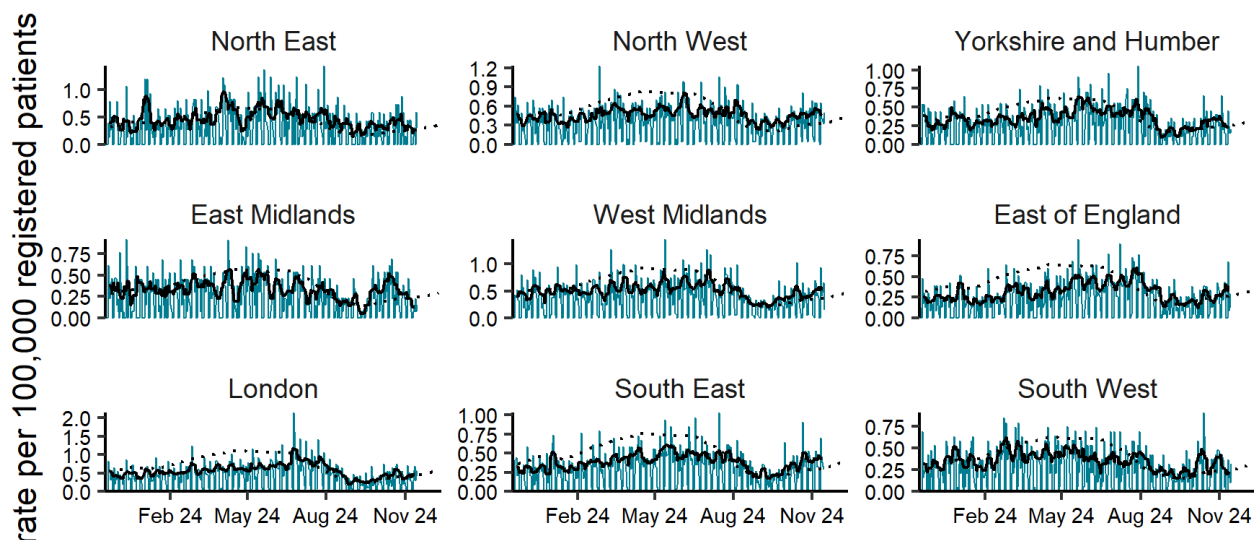 rate per 100,000 registered patients
North East
1.0
0.5
0.0
North West
1.2
0.9
0.6
0.3
0.0
Yorkshire and Humber
1.00
0.75
0.50
0.25
0.00
East Midlands
0.75
0.50
0.25
0.00
West Midlands
1.0
0.5
0.0
East of England
0.75
0.50
0.25
0.00
London
2.0
1.5
1.0
0.5
0.0
South East
1.00
0.75
0.50
0.25
0.00
South West
0.75
0.50
0.25
0.00
Feb 24 May 24 Aug 24 Nov 24
Feb 24 May 24 Aug 24 Nov 24
Feb 24 May 24 Aug 24 Nov 24